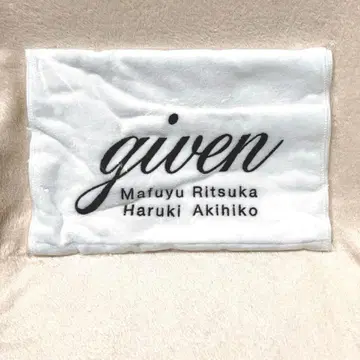 given
Mafuyu Ritsuka
Haruki Akihiko